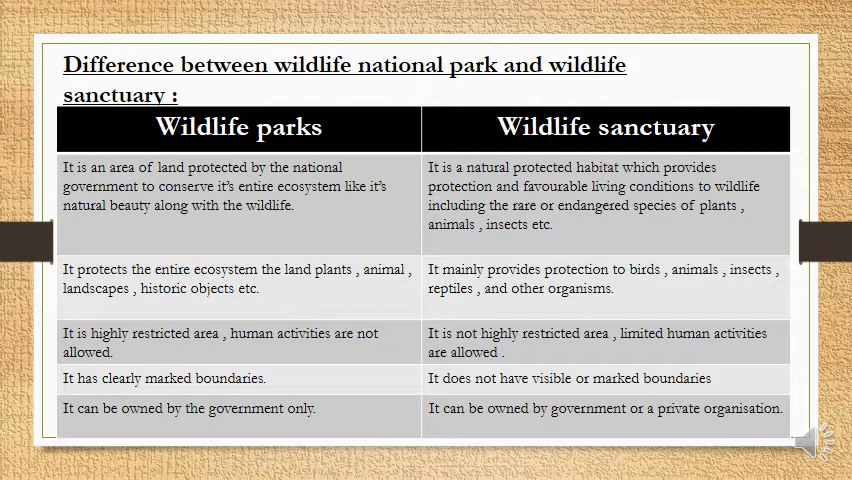 Difference between wildlife national park and wildlife
sanctuary :
Wildlife parks
Wildlife sanctuary
It is an area of land protected by the national
government to conserve it’s entire ecosystem like it’s
natural beauty along with the wildlife.
It is a natural protected habitat which provides
protection and favourable living conditions to wildlife
including the rare or endangered species of plants ,
animals , insects etc.
It protects the entire ecosystem the land plants , animal ,
landscapes , historic objects etc.
It mainly provides protection to birds , animals , insects ,
reptiles , and other organisms.
It is highly restricted area , human activities are not
allowed.
It is not highly restricted area , limited human activities
are allowed .
It has clearly marked boundaries.
It does not have visible or marked boundaries
It can be owned by the government only.
It can be owned by government or a private organisation.